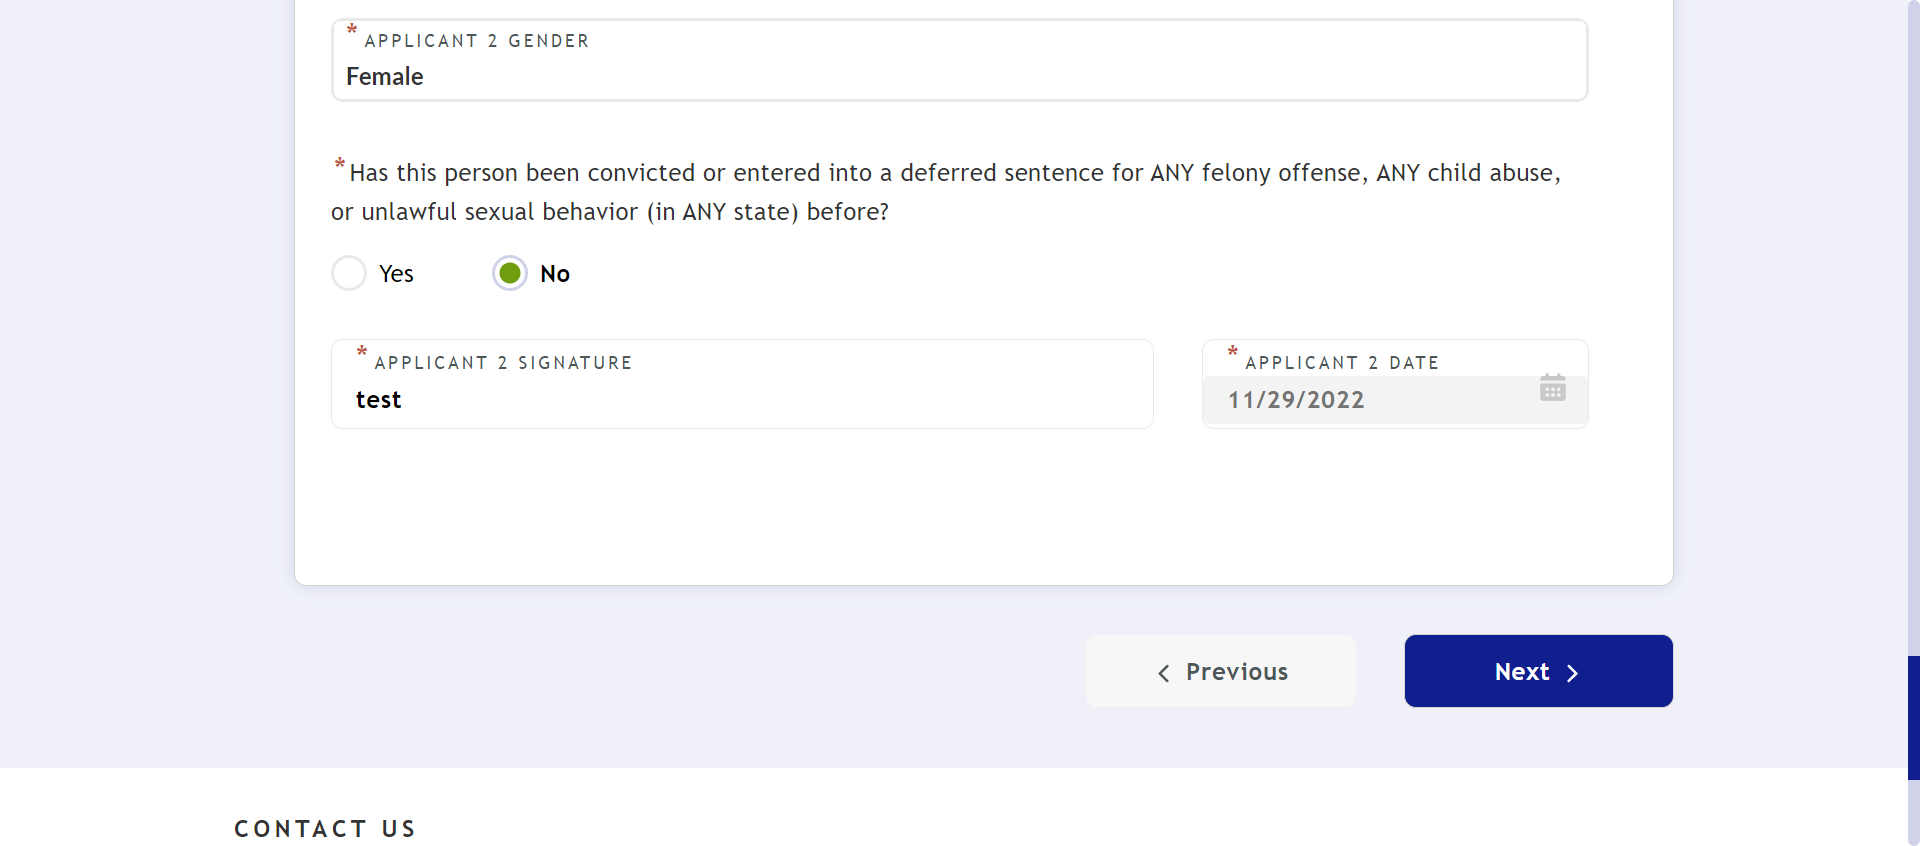 * APPLICANT 2 GENDER
Female
*Has this person been convicted or entered into a deferred sentence for ANY felony offense, ANY child abuse,
or unlawful sexual behavior (in ANY state) before?
Yes No
* APPLICANT 2 SIGNATURE
test
* APPLICANT 2 DATE
11/29/2022
Previous Next
CONTACT US